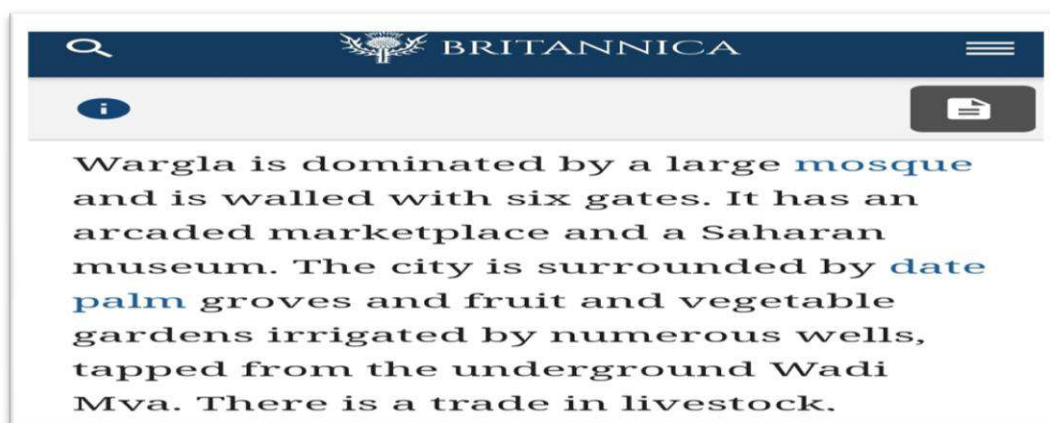 BRITANNICA
Wargla is dominated by a large mosque
and is walled with six gates. It has an
arcaded marketplace and a Saharan
museum. The city is surrounded by date
palm groves and fruit and vegetable
gardens irrigated by numerous wells,
tapped from the underground Wadi
Mya. There is a trade in livestock,